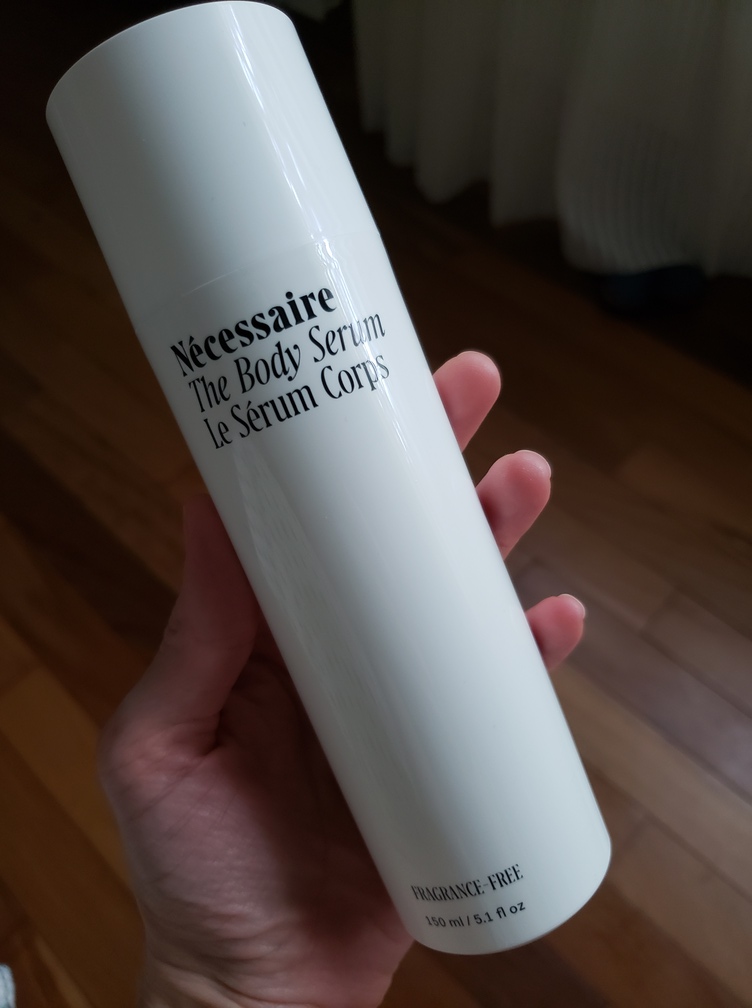 Nécessaire
The Body Serum
Le Sérum Corps
FRAGRANCE-FREE
150 ml / 5.1 fl oz